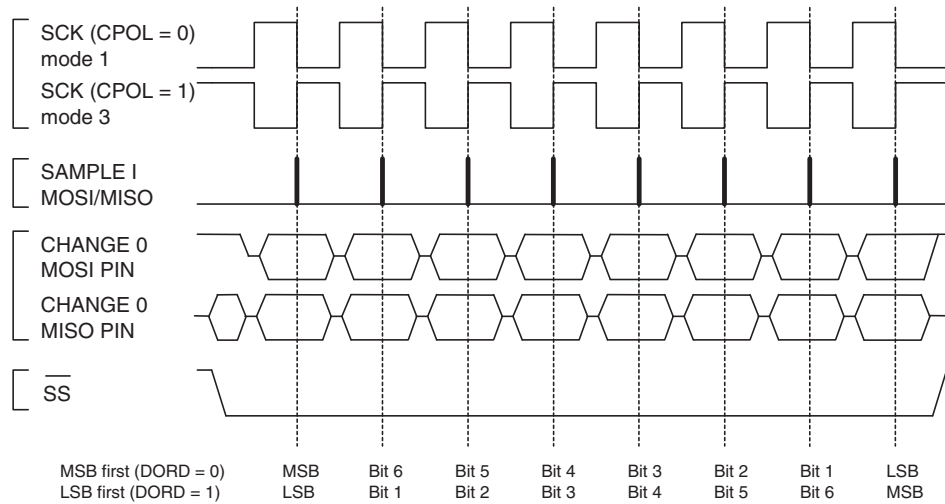 SCK (CPOL = 0)
mode 1
SCK (CPOL = 1)
mode 3
SAMPLE I
MOSI/MISO
CHANGE 0
MOSI PIN
CHANGE 0
MISO PIN
SS
MSB first (DORD = 0) MSB Bit 6 Bit 5 Bit 4 Bit 3 Bit 2 Bit 1 LSB
LSB first (DORD = 1) LSB Bit 1 Bit 2 Bit 3 Bit 4 Bit 5 Bit 6 MSB